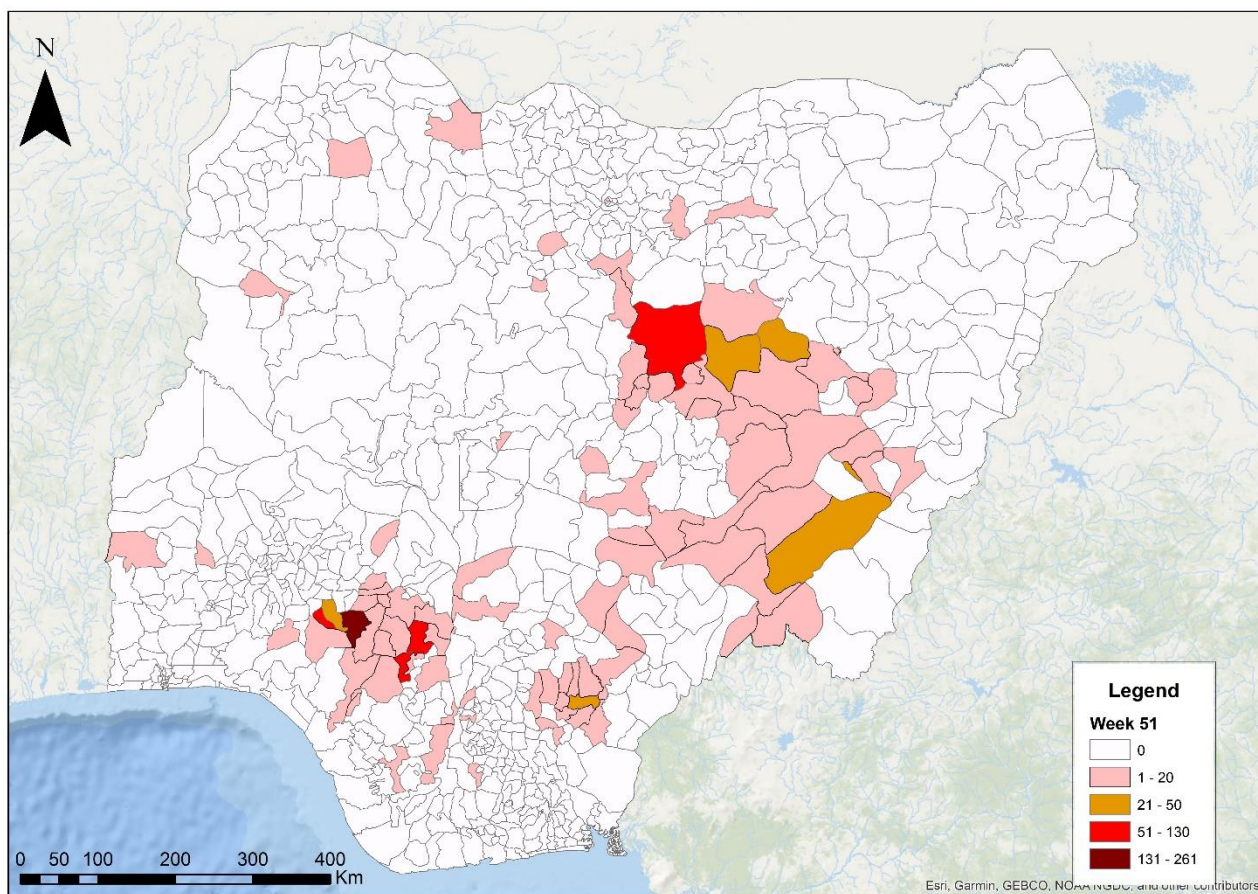 N
Legend
Week 51
0
1 - 20
21 - 50
51 - 130
131 - 261
0 50 100 200 300 400
Km
Esri, Garmin, GEBCO, NOAA NGDC, and other contributors